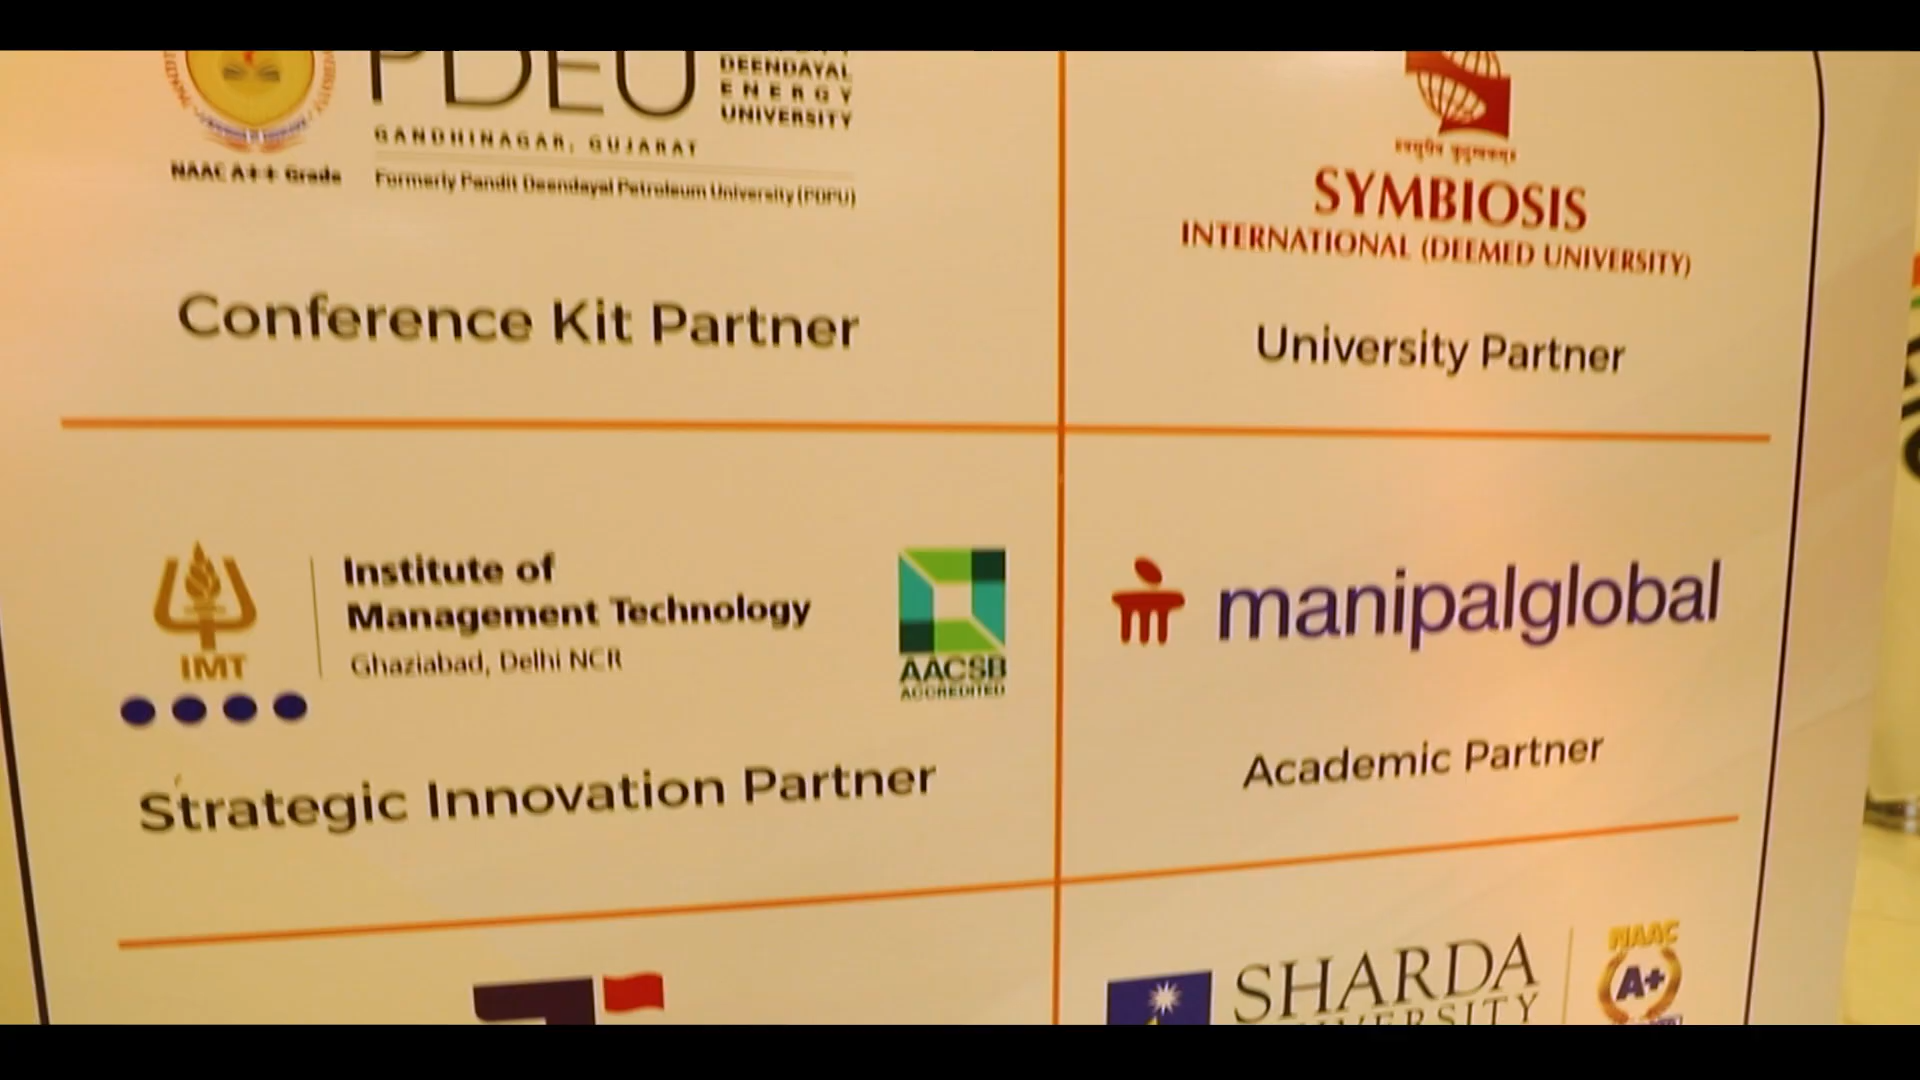 PDEU
DEENDAYAL
ENERGY
UNIVERSITY
GANDHINAGAR, GUJARAT
NAAC A++ Grade
Formerly Pandit Deendayal Petroleum University (PDPU)
Conference Kit Partner
SYMBIOSIS
INTERNATIONAL (DEEMED UNIVERSITY)
University Partner
IMT
Institute of
Management Technology
Ghaziabad, Delhi NCR
AACSB
ACCREDITED
Strategic Innovation Partner
manipalglobal
Academic Partner
SHARDA
UNIVERSITY
NAAC
A+